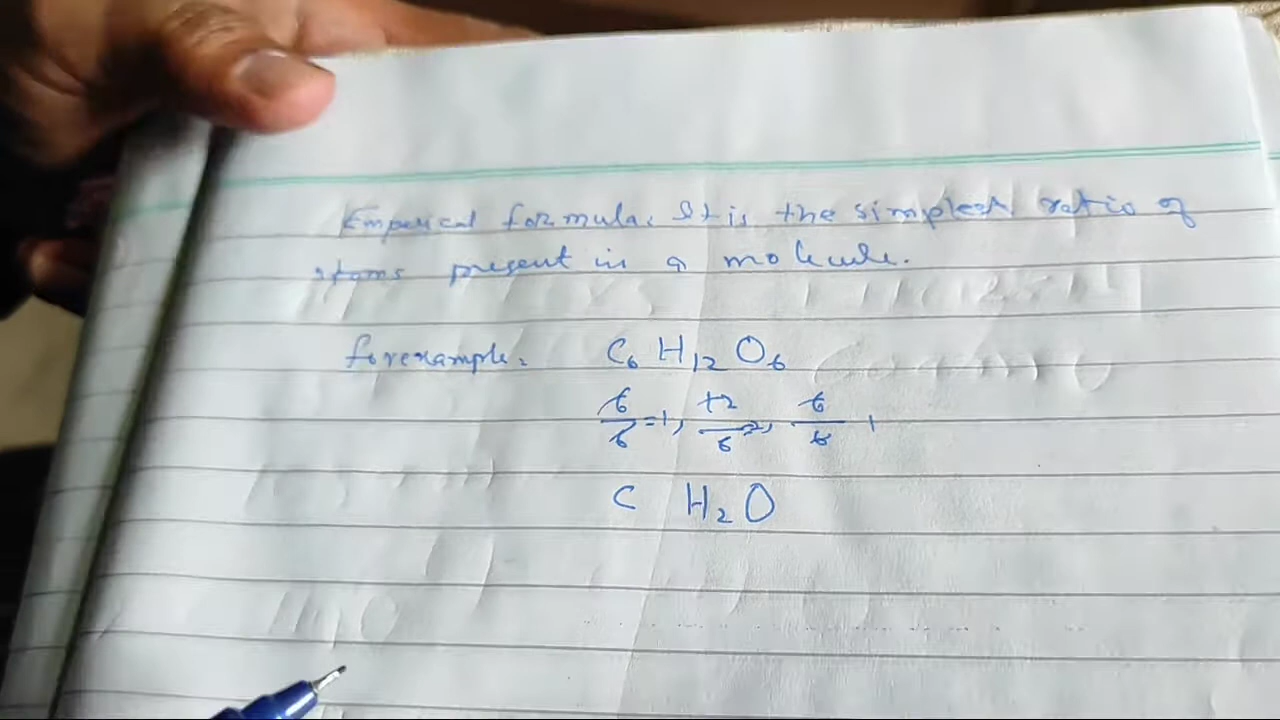 Emperical formula. It is the simplest ratio of
atoms present in a molecule.
for example: C₆ H₁₂ O₆
6/6 = 1, 12/6 = 2, 6/6 1
C H₂O